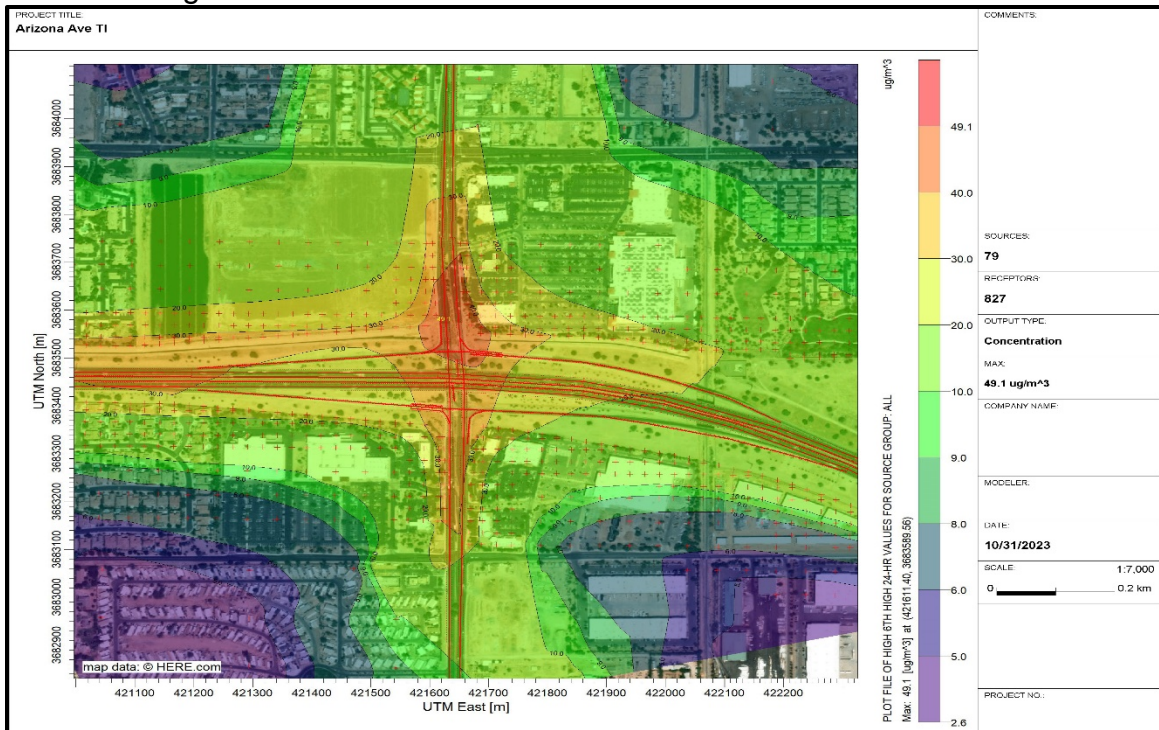 PROJECT TITLE:
Arizona Ave TI
COMMENTS:
SOURCES:
79
RECEPTORS:
827
OUTPUT TYPE:
Concentration
MAX:
49.1 ug/m^3
COMPANY NAME:
MODELER:
DATE:
10/31/2023
SCALE:
1:7,000
0
0.2 km
PROJECT NO.:
UTM North [m]
3684000
3683900
3683800
3683700
3683600
3683500
3683400
3683300
3683200
3683100
3683000
3682900
map data: © HERE.com
421100 421200 421300 421400 421500 421600 421700 421800 421900 422000 422100 422200
UTM East [m]
PLOT FILE OF HIGH 6TH HIGH 24-HR VALUES FOR SOURCE GROUP: ALL
Max: 49.1 [ug/m^3] at (421611.40, 3683589.56)
ug/m^3
49.1
40.0
30.0
20.0
10.0
9.0
8.0
6.0
5.0
2.6